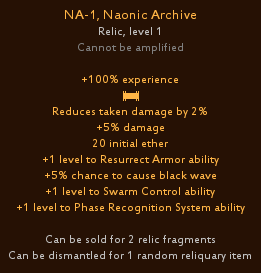 NA-1, Naonic Archive
Relic, level 1
Cannot be amplified
+100% experience
Reduces taken damage by 2%
+5% damage
20 initial ether
+1 level to Resurrect Armor ability
+5% chance to cause black wave
+1 level to Swarm Control ability
+1 level to Phase Recognition System ability
Can be sold for 2 relic fragments
Can be dismantled for 1 random reliquary item